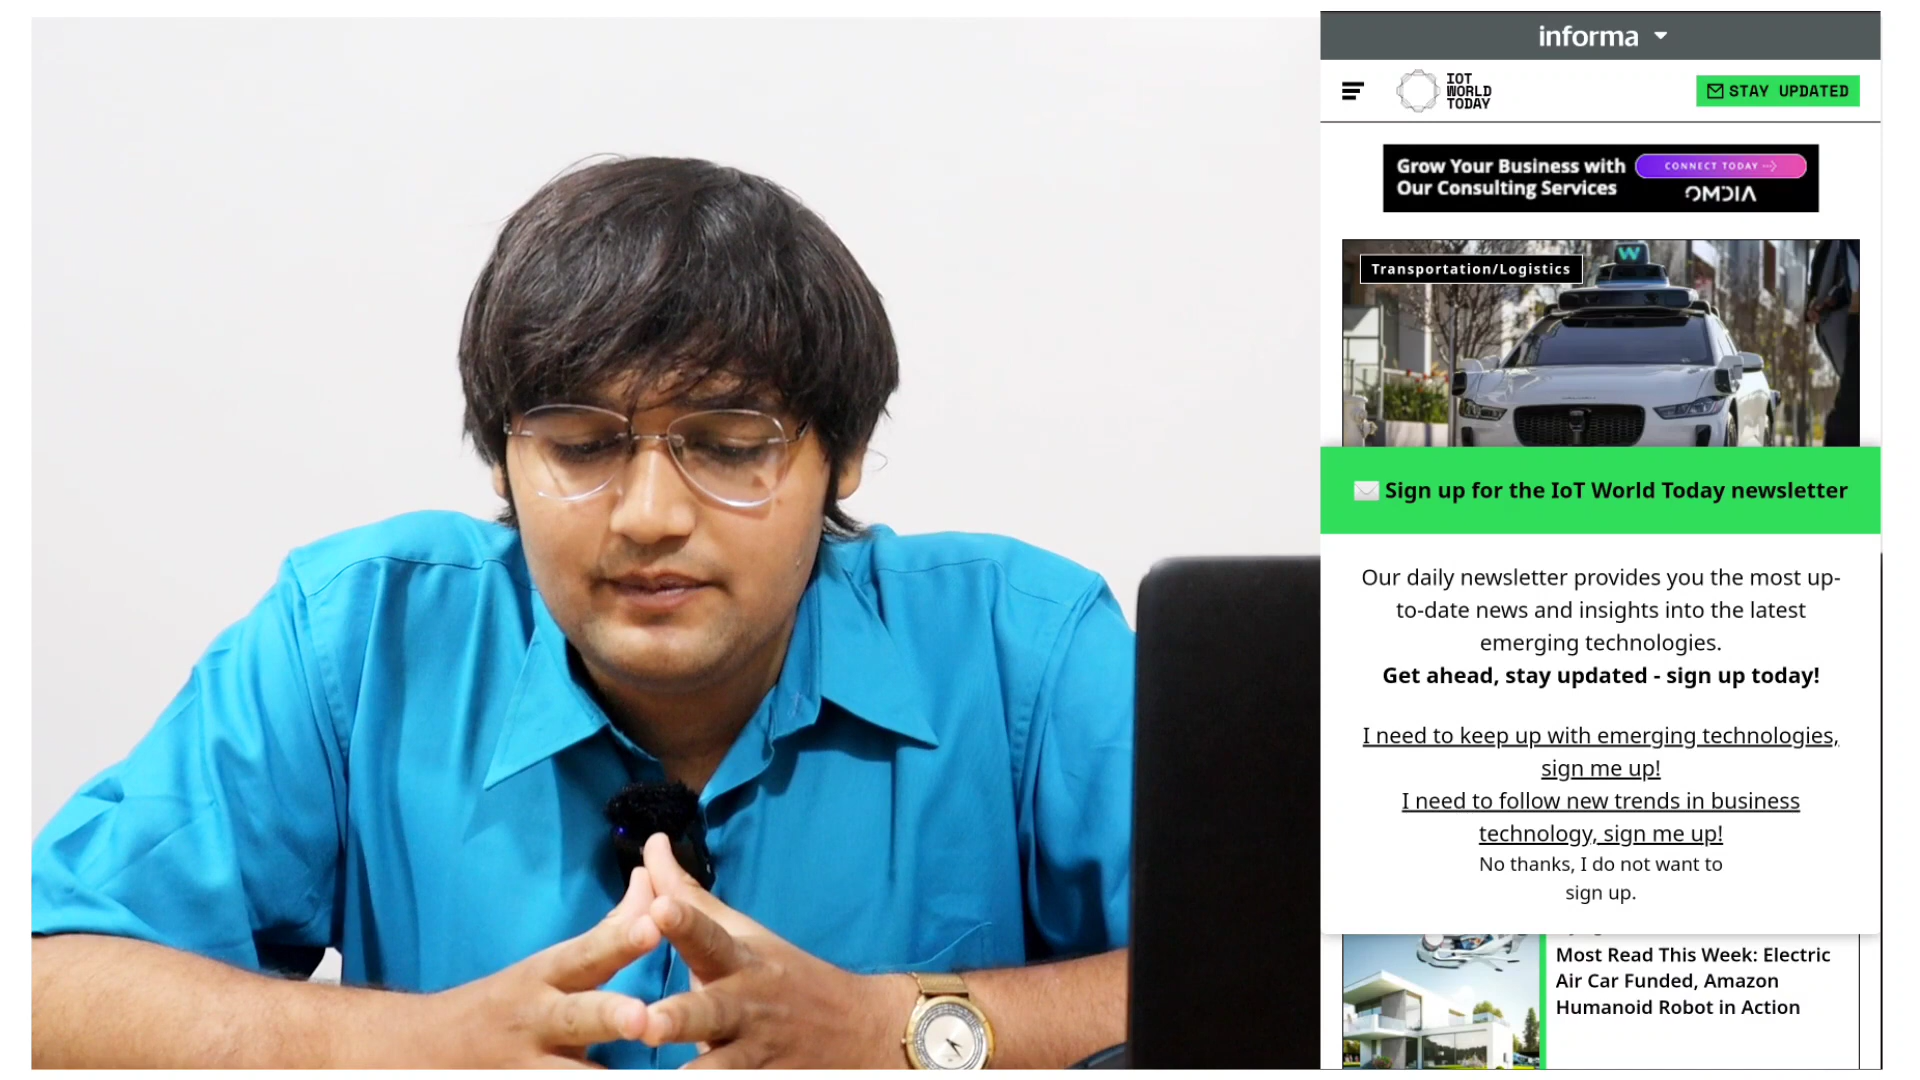 informa
IOT
WORLD
TODAY
STAY UPDATED
Grow Your Business with
Our Consulting Services
CONNECT TODAY
OMDIA
Transportation/Logistics
Sign up for the IoT World Today newsletter
Our daily newsletter provides you the most up-
to-date news and insights into the latest
emerging technologies.
Get ahead, stay updated - sign up today!
I need to keep up with emerging technologies,
sign me up!
I need to follow new trends in business
technology, sign me up!
No thanks, I do not want to
sign up.
Most Read This Week: Electric
Air Car Funded, Amazon
Humanoid Robot in Action